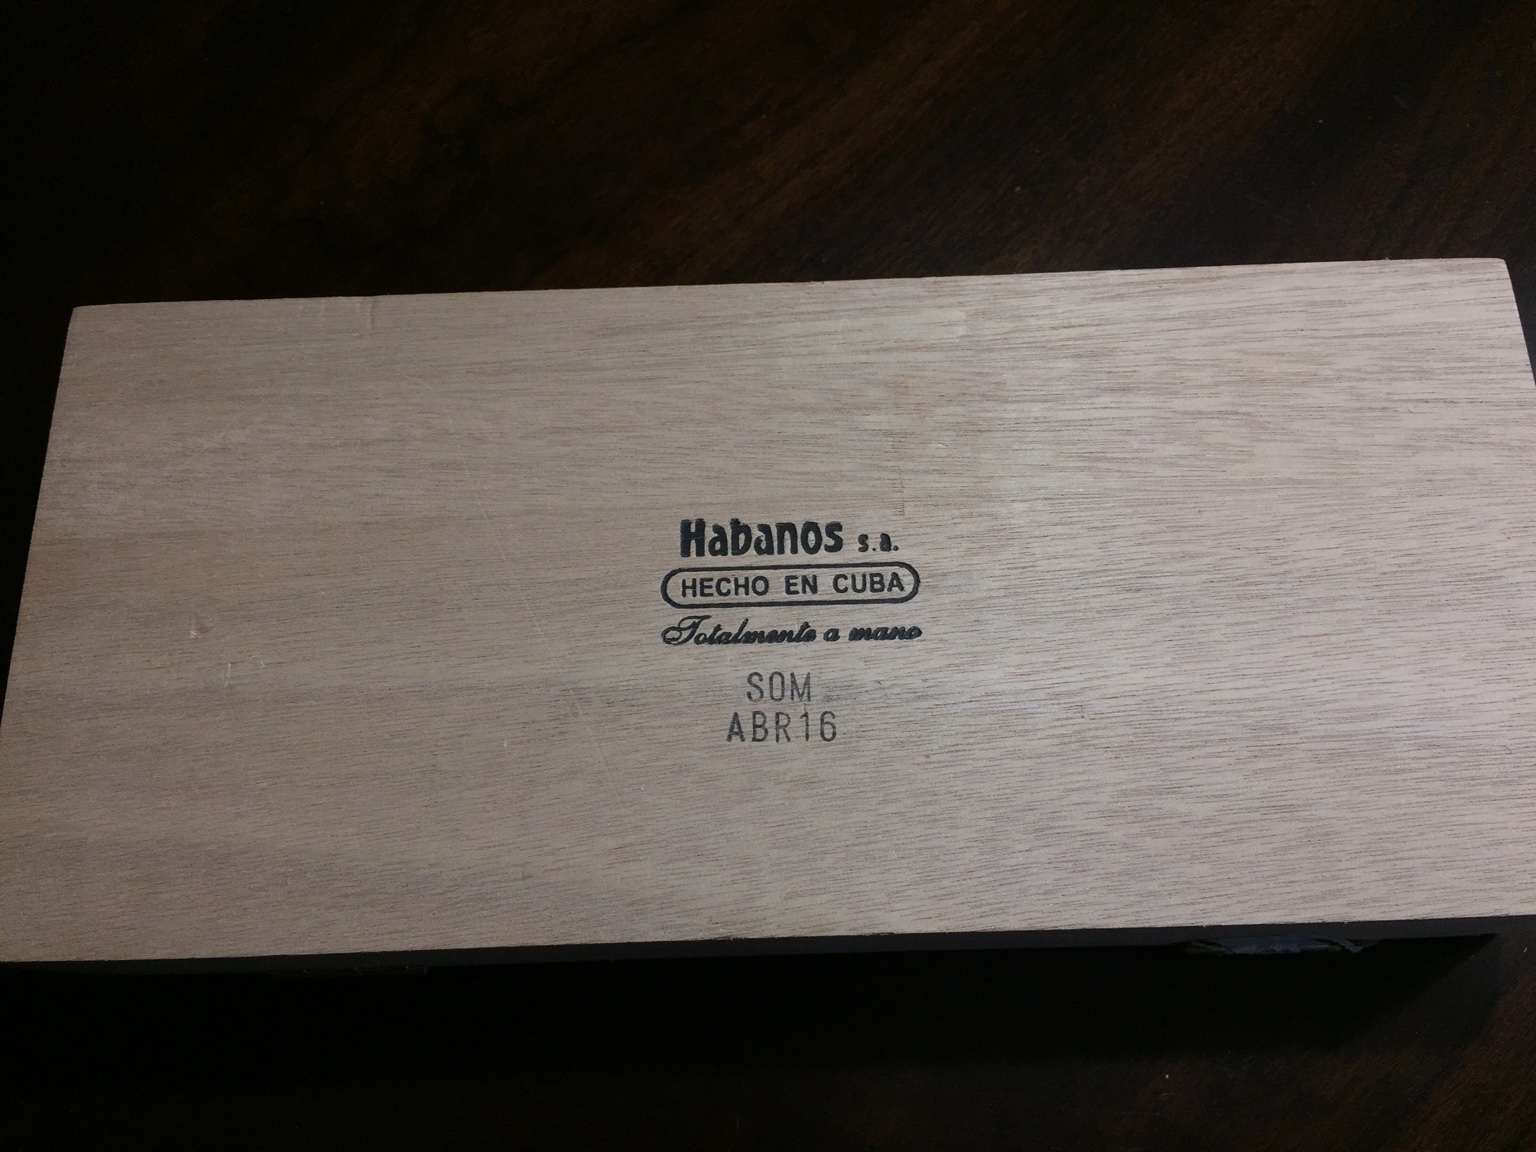 Habanos s.a.
HECHO EN CUBA
Totalmente a mano
SOM
ABR16